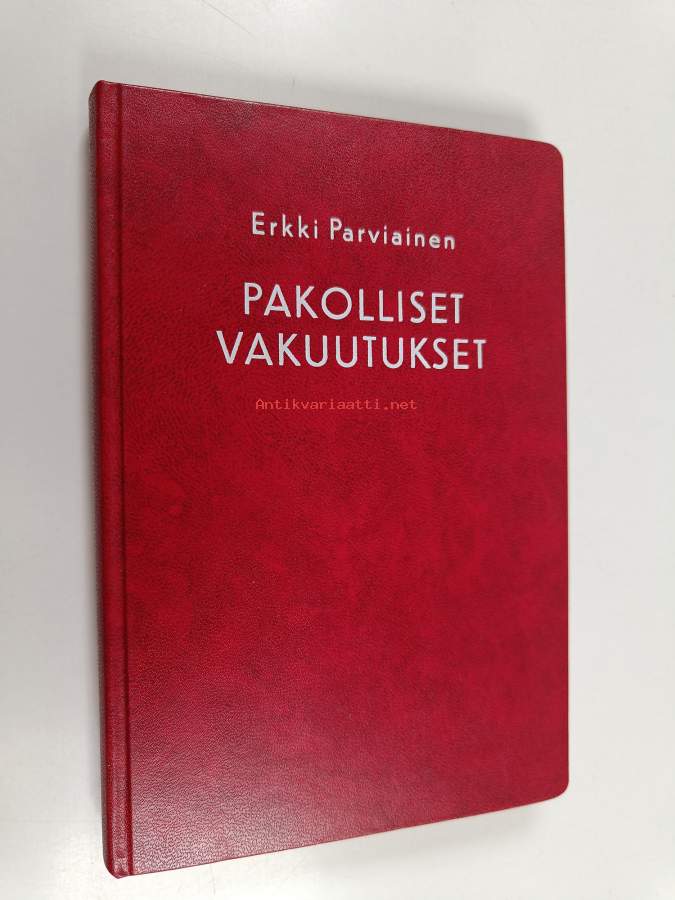 Erkki Parviainen
PAKOLLISET
VAKUUTUKSET
Antikvariaatti.net